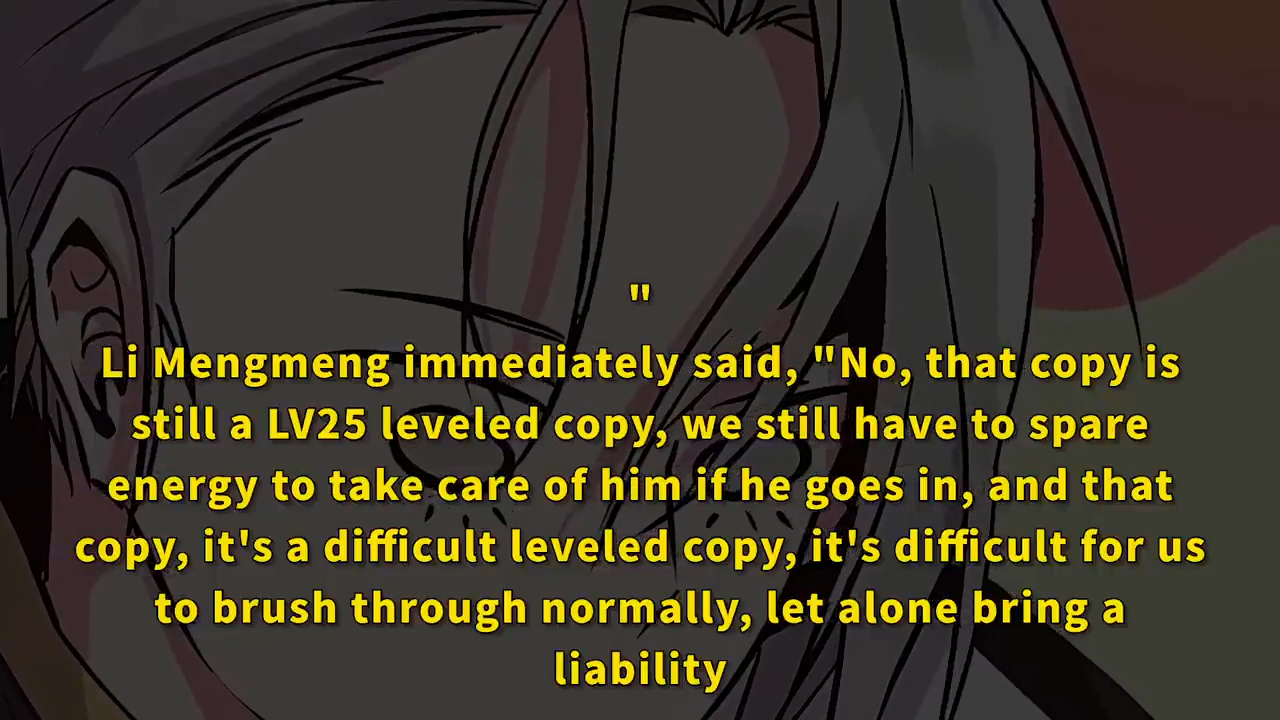 "
Li Mengmeng immediately said, "No, that copy is
still a LV25 leveled copy, we still have to spare
energy to take care of him if he goes in, and that
copy, it's a difficult leveled copy, it's difficult for us
to brush through normally, let alone bring a
liability